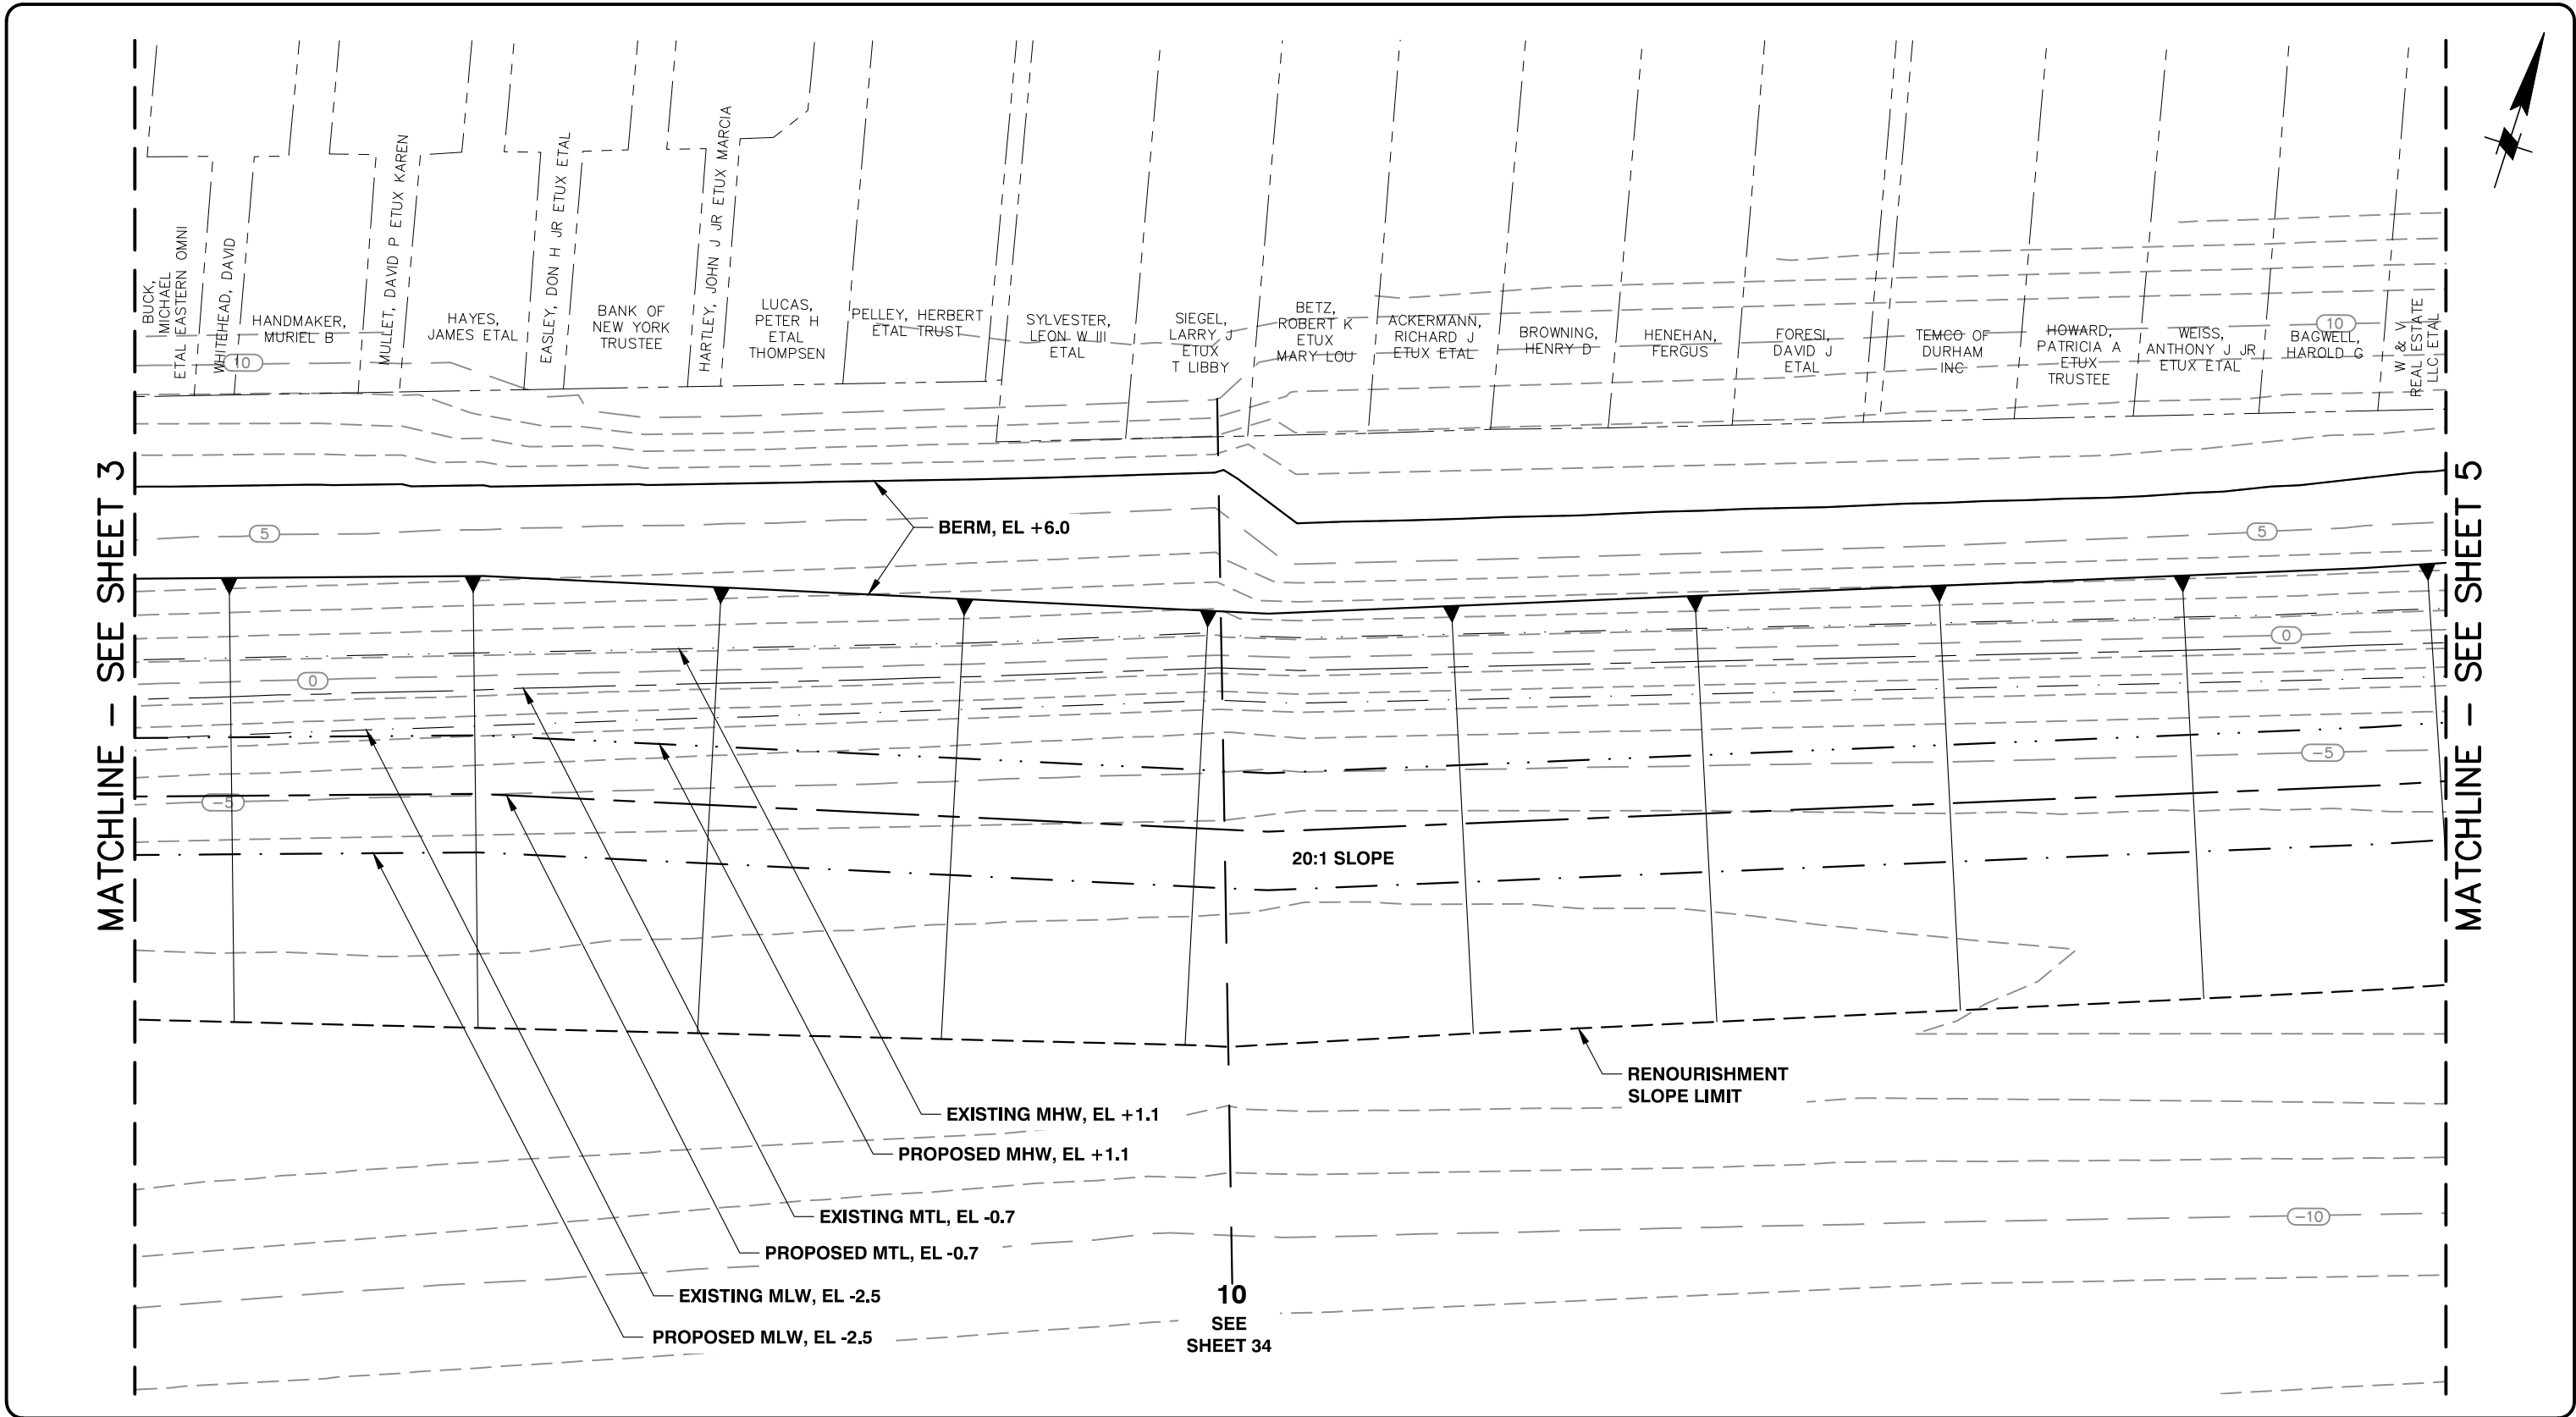 BUCK,
MICHAEL
ETAL EASTERN OMNI
WHITEHEAD, DAVID
HANDMAKER,
MURIEL B
MULLET, DAVID P ETUX KAREN
HAYES,
JAMES ETAL
EASLEY, DON H JR ETUX ETAL
BANK OF
NEW YORK
TRUSTEE
HARTLEY, JOHN J JR ETUX MARCIA
LUCAS,
PETER H
ETAL
THOMPSEN
PELLEY, HERBERT
ETAL TRUST
SYLVESTER,
LEON W III
ETAL
SIEGEL,
LARRY J
ETUX
T LIBBY
BETZ,
ROBERT K
ETUX
MARY LOU
ACKERMANN,
RICHARD J
ETUX ETAL
BROWNING,
HENRY D
HENEHAN,
FERGUS
FORESI,
DAVID J
ETAL
TEMCO OF
DURHAM
INC
HOWARD,
PATRICIA A
ETUX
TRUSTEE
WEISS,
ANTHONY J JR
ETUX ETAL
BAGWELL,
HAROLD G
W & V
REAL ESTATE
LLC ETAL
10
10
MATCHLINE - SEE SHEET 3
MATCHLINE - SEE SHEET 5
BERM, EL +6.0
5
5
0
0
-5
-5
20:1 SLOPE
RENOURISHMENT
SLOPE LIMIT
EXISTING MHW, EL +1.1
PROPOSED MHW, EL +1.1
EXISTING MTL, EL -0.7
PROPOSED MTL, EL -0.7
EXISTING MLW, EL -2.5
PROPOSED MLW, EL -2.5
-10
10
SEE
SHEET 34